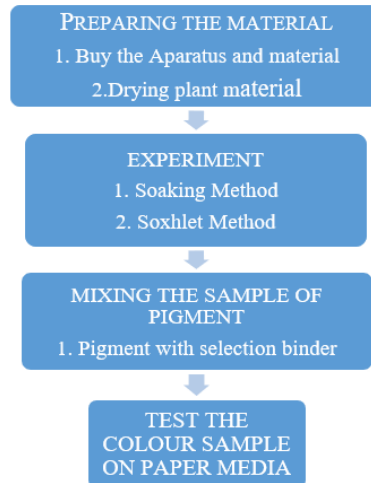 PREPARING THE MATERIAL
1. Buy the Aparatus and material
2.Drying plant material
EXPERIMENT
1. Soaking Method
2. Soxhlet Method
MIXING THE SAMPLE OF
PIGMENT
1. Pigment with selection binder
TEST THE
COLOUR SAMPLE
ON PAPER MEDIA